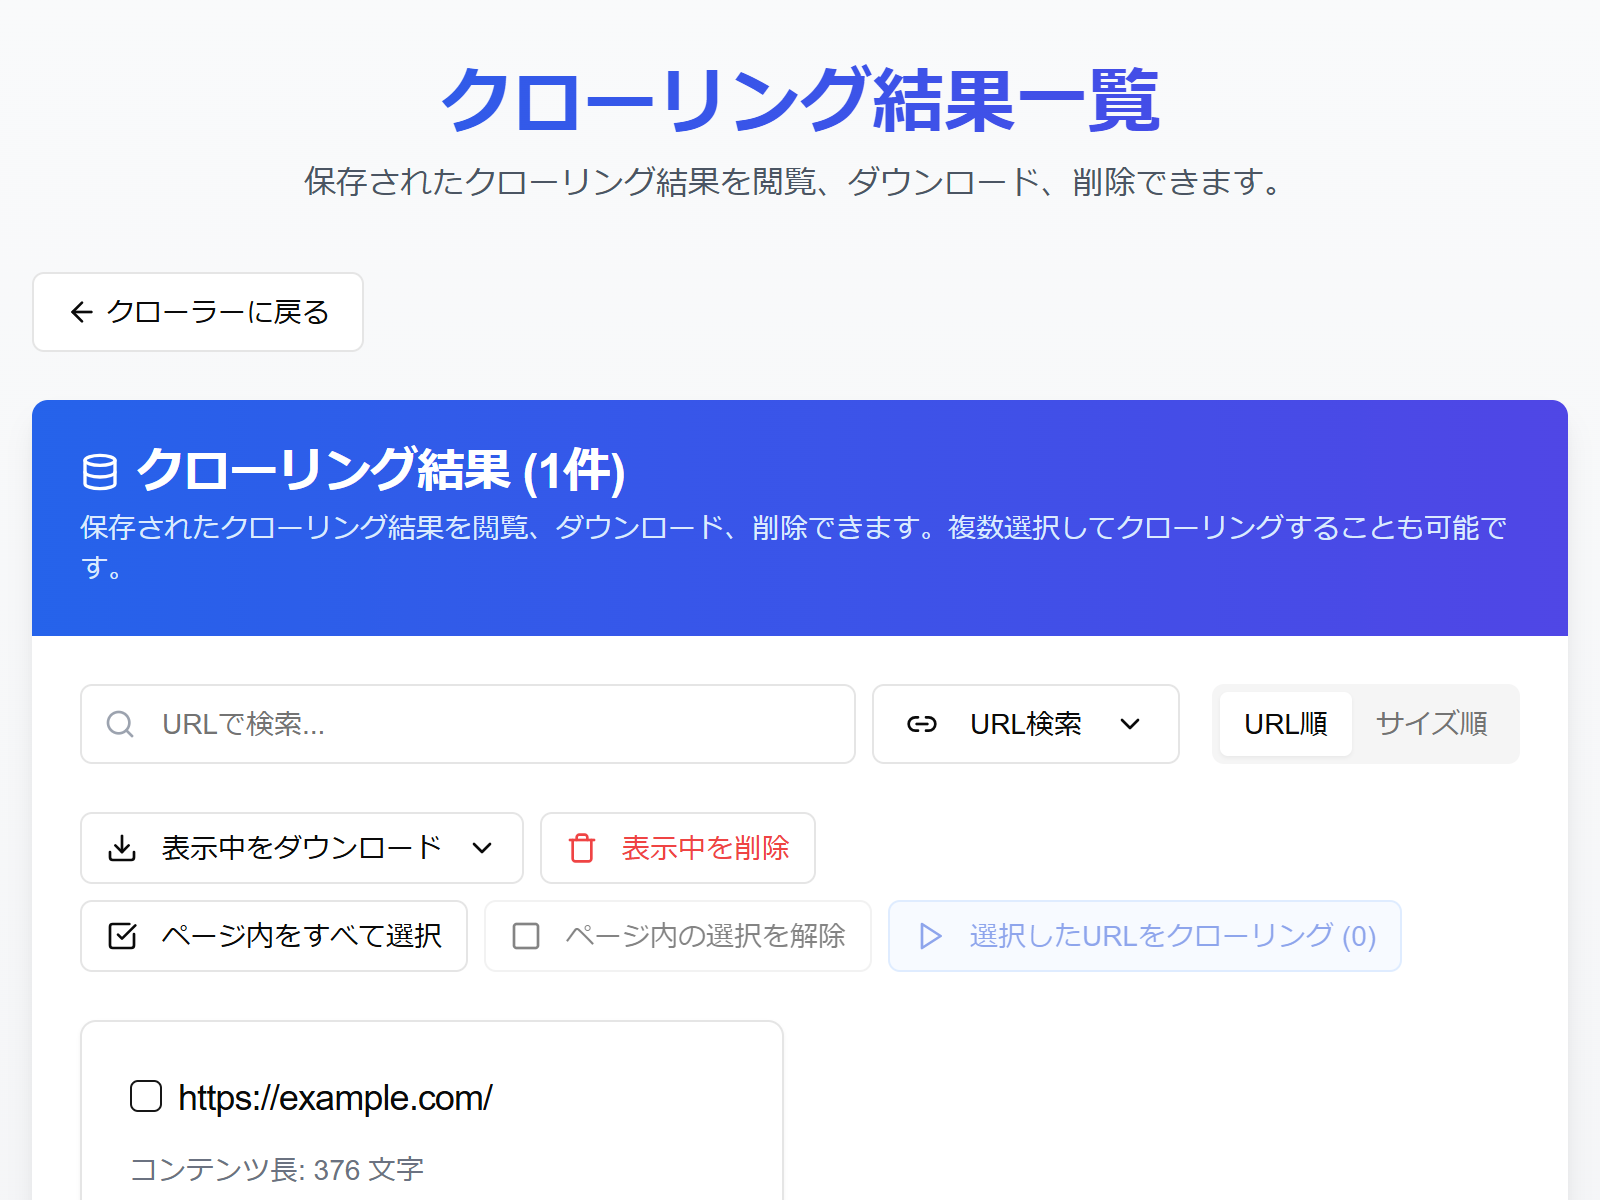 クローリング結果一覧
保存されたクローリング結果を閲覧、ダウンロード、削除できます。
クローラーに戻る
クローリング結果 (1件)
保存されたクローリング結果を閲覧、ダウンロード、削除できます。複数選択してクローリングすることも可能で
す。
URLで検索...
URL検索
URL順
サイズ順
表示中をダウンロード
表示中を削除
ページ内をすべて選択
ページ内の選択を解除
選択したURLをクローリング (0)
https://example.com/
コンテンツ長: 376 文字